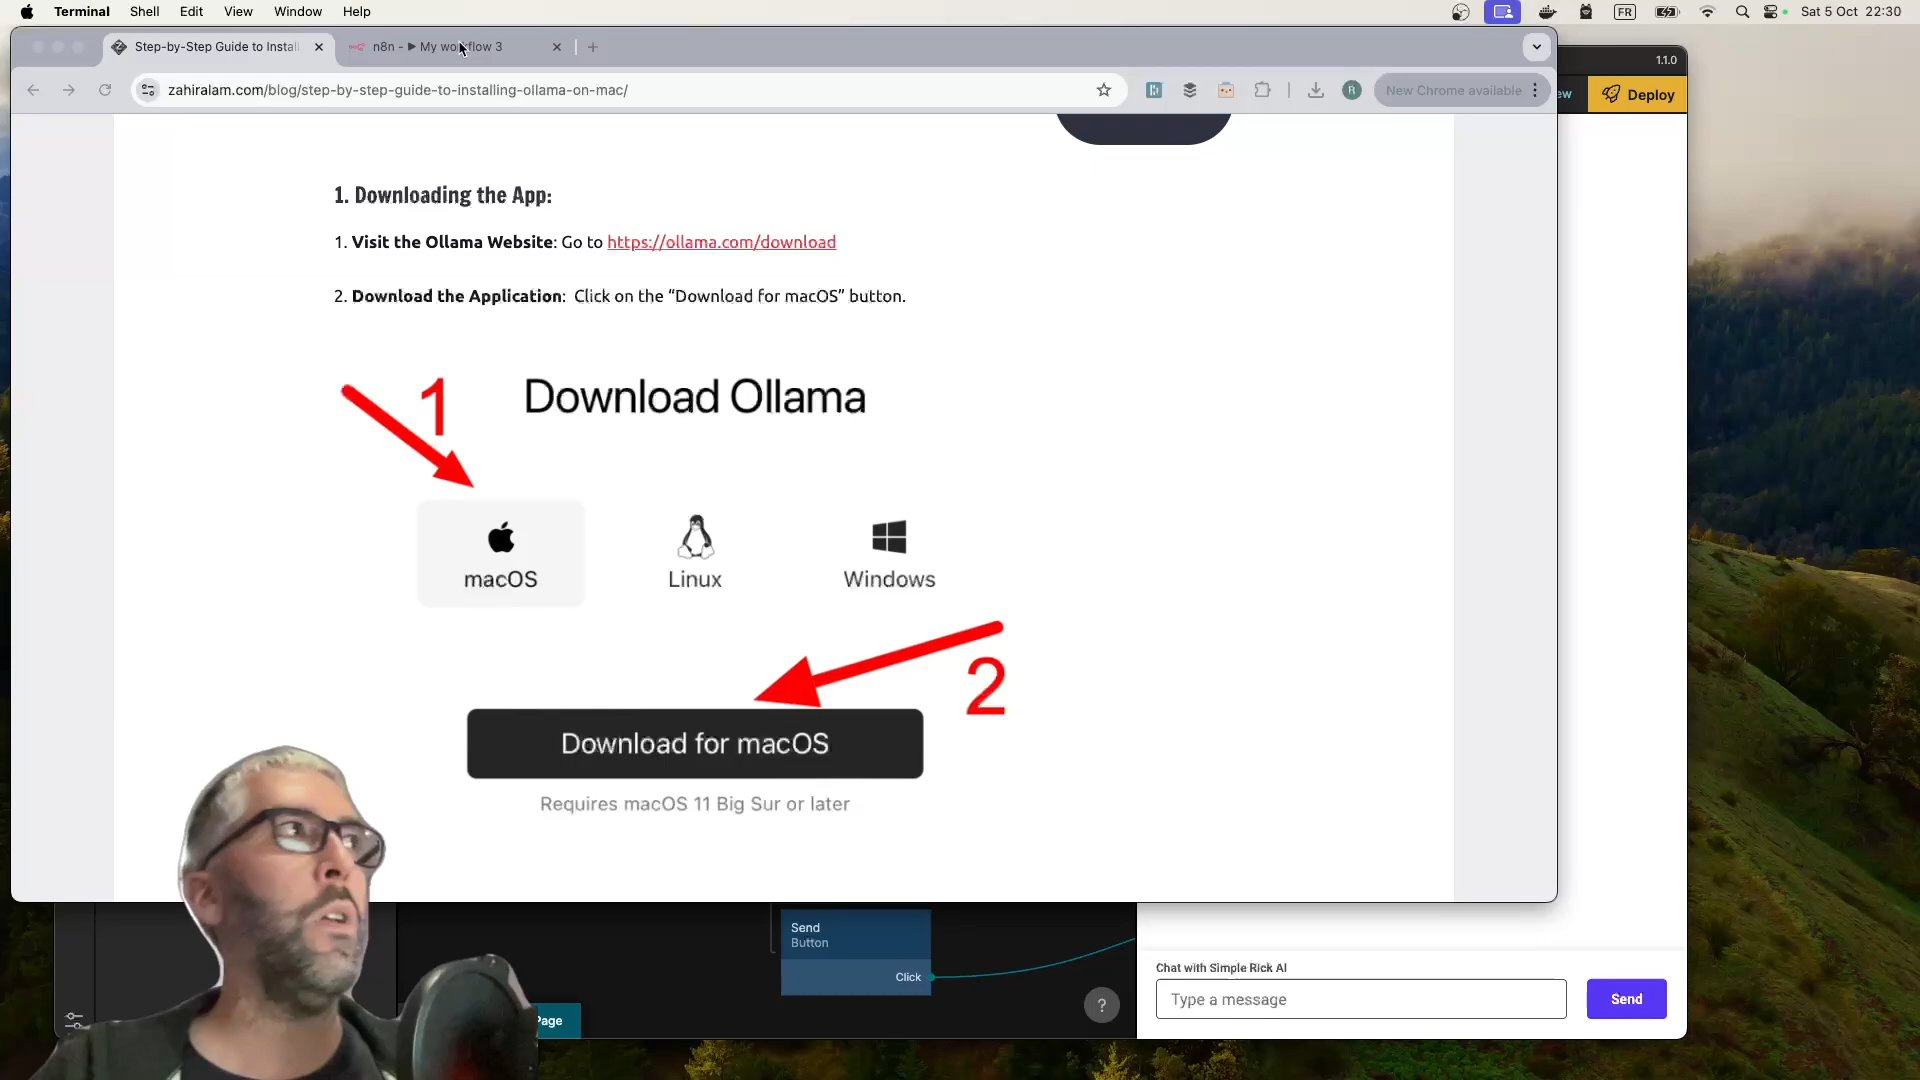 Terminal Shell Edit View Window Help FR Sat 5 Oct 22:30
Step-by-Step Guide to Instal
n8n - ▶ My workflow 3
1.1.0
zahiralam.com/blog/step-by-step-guide-to-installing-ollama-on-mac/
R
New Chrome available
ew
Deploy
1. Downloading the App:
1. Visit the Ollama Website: Go to https://ollama.com/download
2. Download the Application: Click on the “Download for macOS” button.
1
Download Ollama
macOS
Linux
Windows
2
Download for macOS
Requires macOS 11 Big Sur or later
Send
Button
Click
Page
?
Chat with Simple Rick AI
Type a message
Send